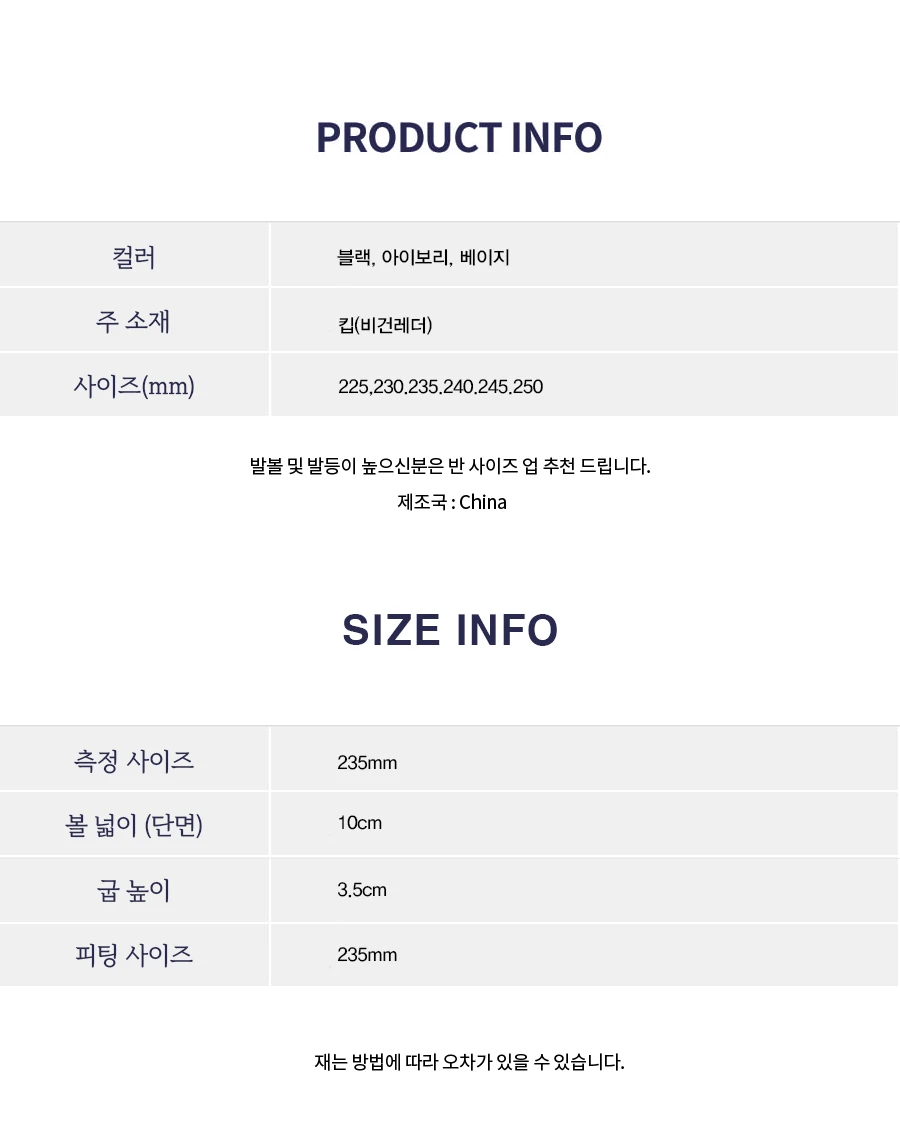 PRODUCT INFO
컬러 블랙, 아이보리, 베이지
주 소재 킵(비건레더)
사이즈(mm) 225,230.235.240.245.250
발볼 및 발등이 높으신분은 반 사이즈 업 추천 드립니다.
제조국 : China
SIZE INFO
측정 사이즈 235mm
볼 넓이 (단면) 10cm
굽 높이 3.5cm
피팅 사이즈 235mm
재는 방법에 따라 오차가 있을 수 있습니다.